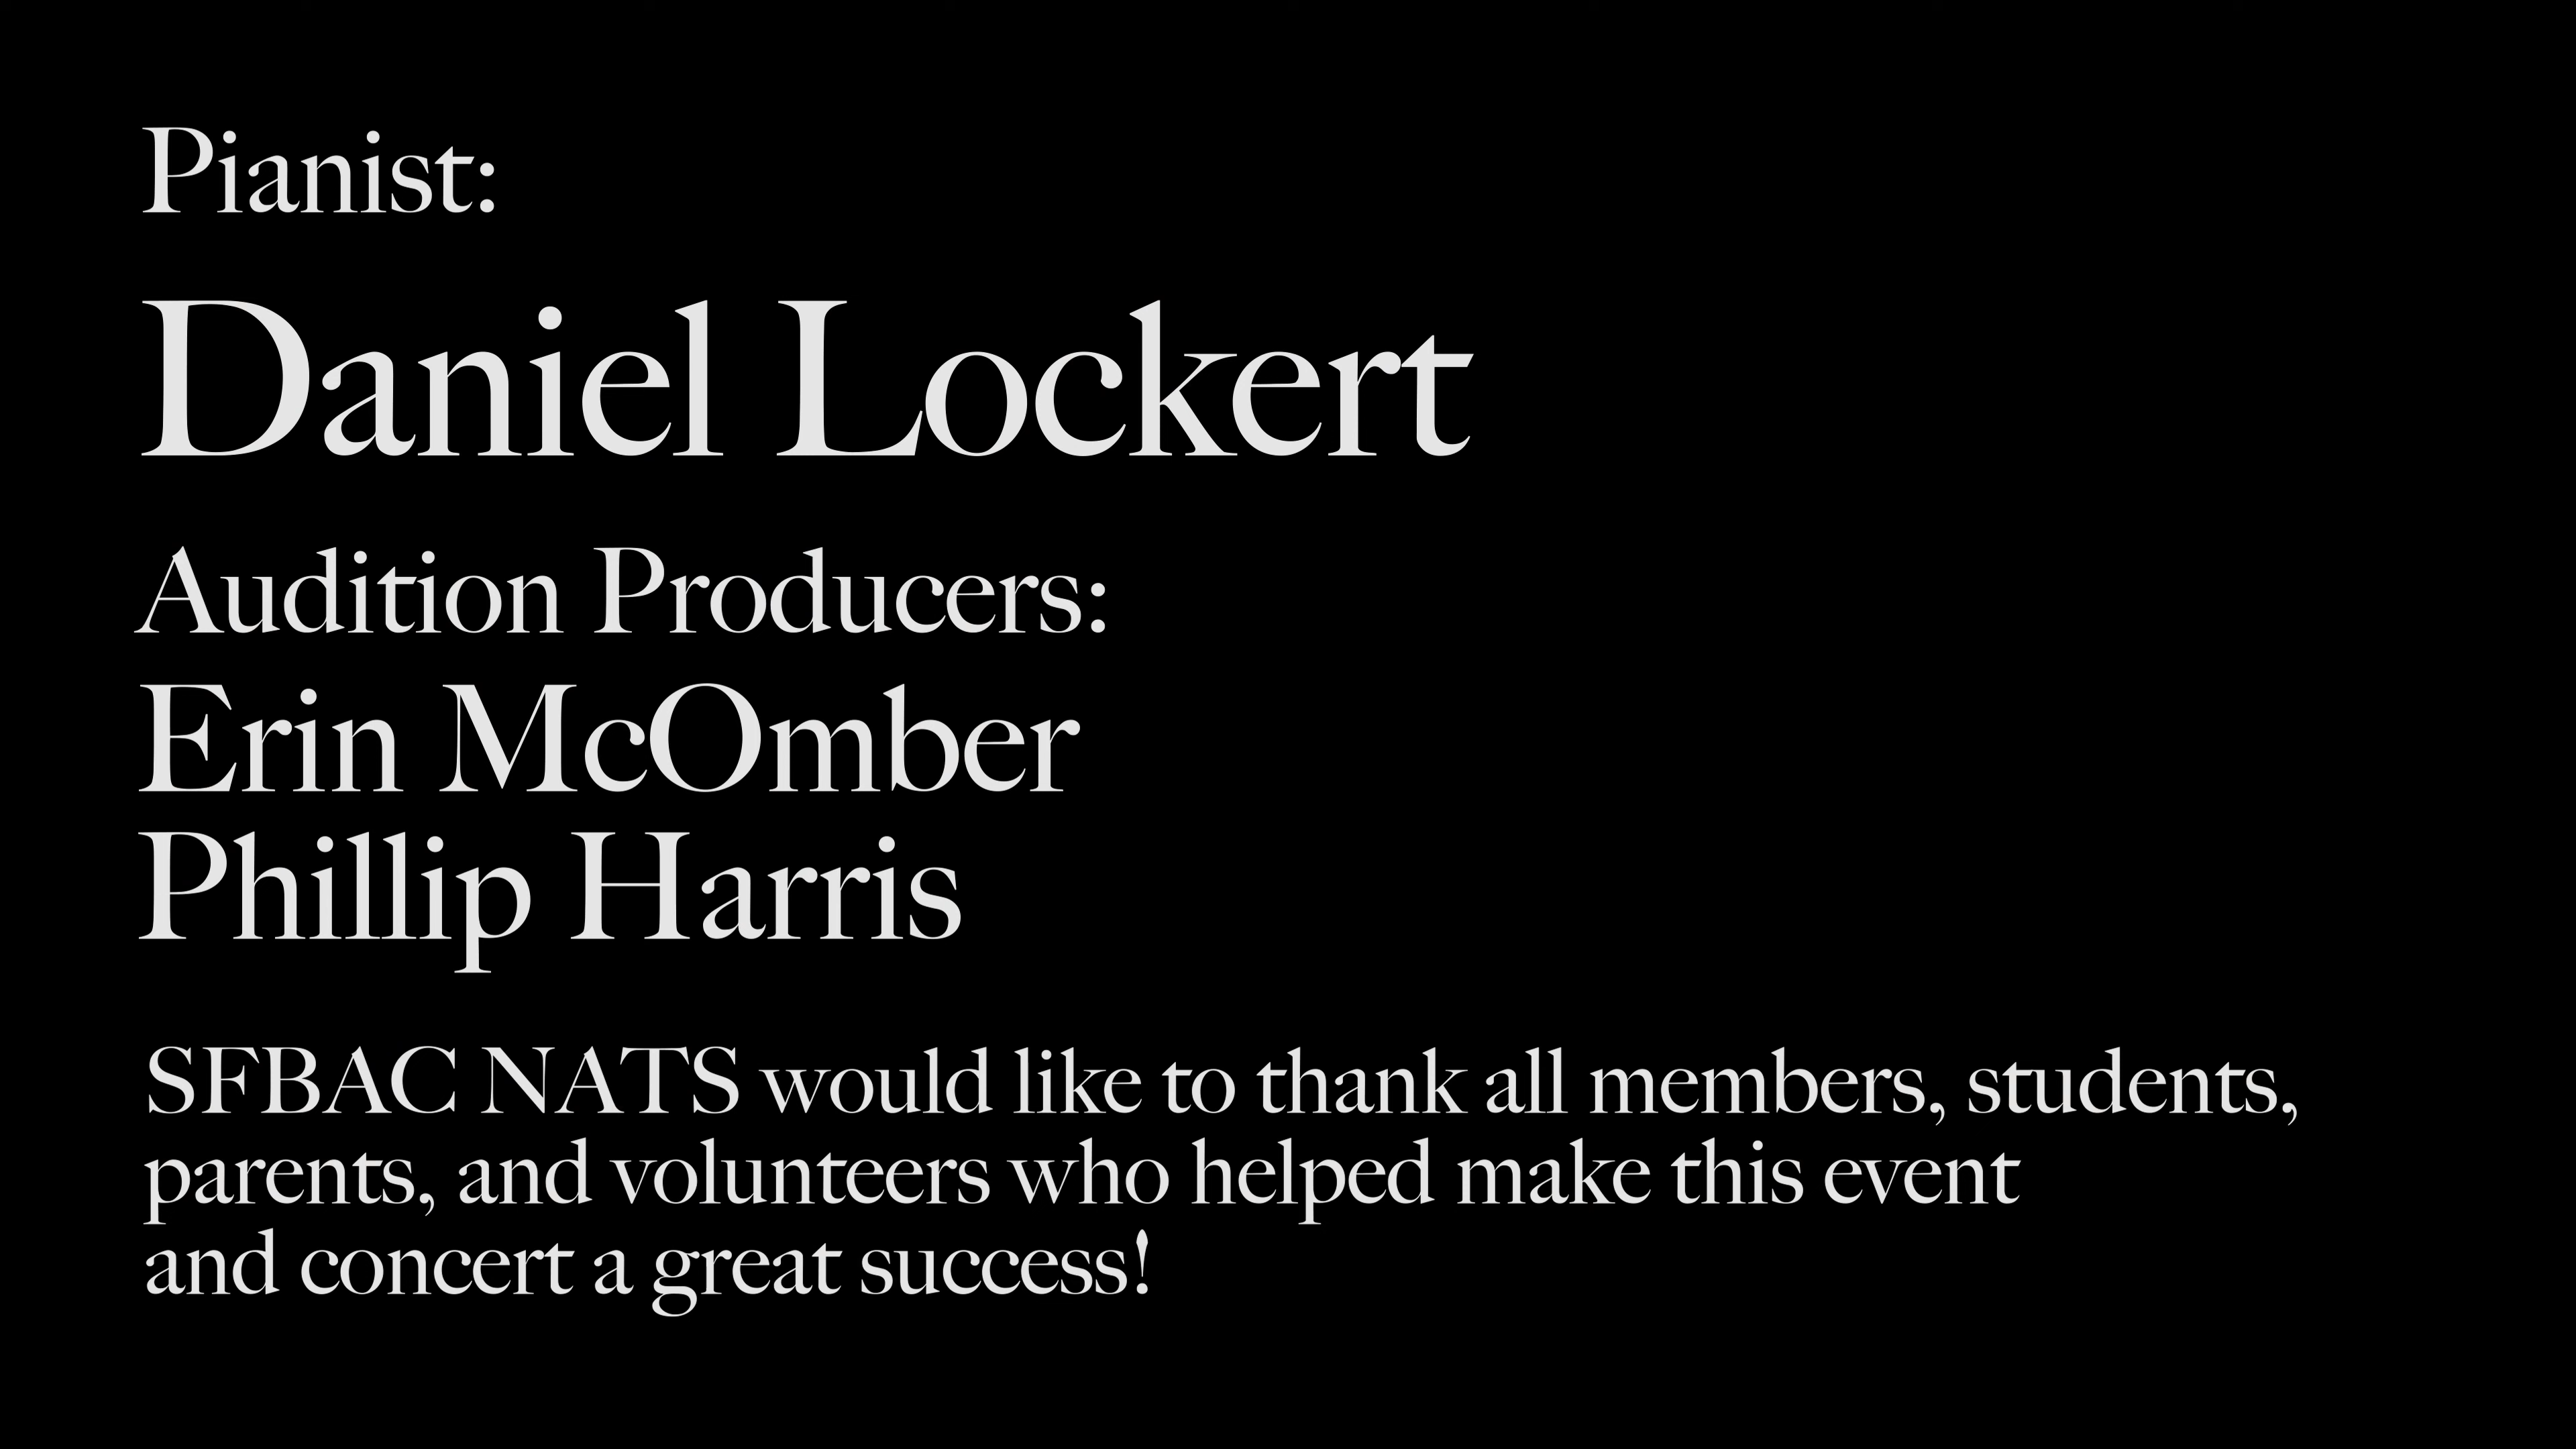 Pianist:
Daniel Lockert
Audition Producers:
Erin McOmber
Phillip Harris
SFBAC NATS would like to thank all members, students,
parents, and volunteers who helped make this event
and concert a great success!